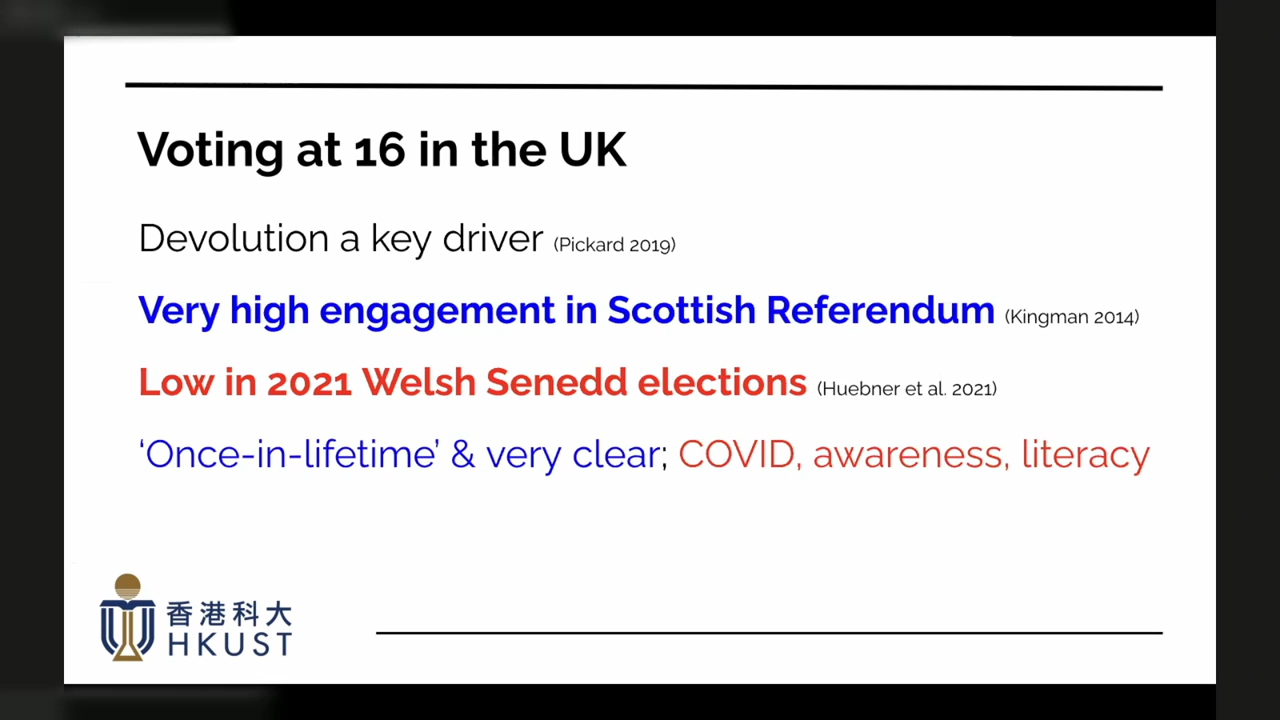 Voting at 16 in the UK
Devolution a key driver (Pickard 2019)
Very high engagement in Scottish Referendum (Kingman 2014)
Low in 2021 Welsh Senedd elections (Huebner et al. 2021)
‘Once-in-lifetime’ & very clear; COVID, awareness, literacy
香港科大
HKUST